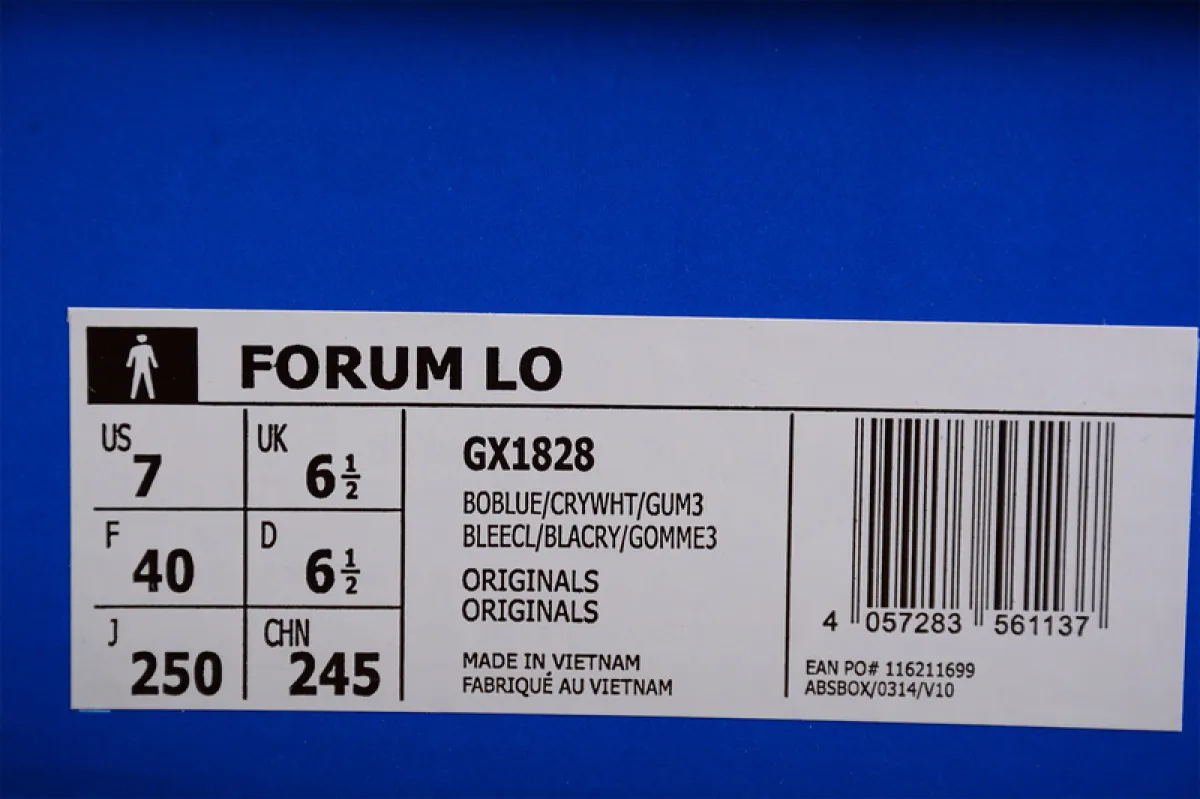 FORUM LO
US 7
UK 6 1/2
F 40
D 6 1/2
J 250
CHN 245
GX1828
BOBLUE/CRYWHT/GUM3
BLEECL/BLACRY/GOMME3
ORIGINALS
ORIGINALS
MADE IN VIETNAM
FABRIQUÉ AU VIETNAM
4 057283 561137
EAN PO# 116211699
ABSBOX/0314/V10